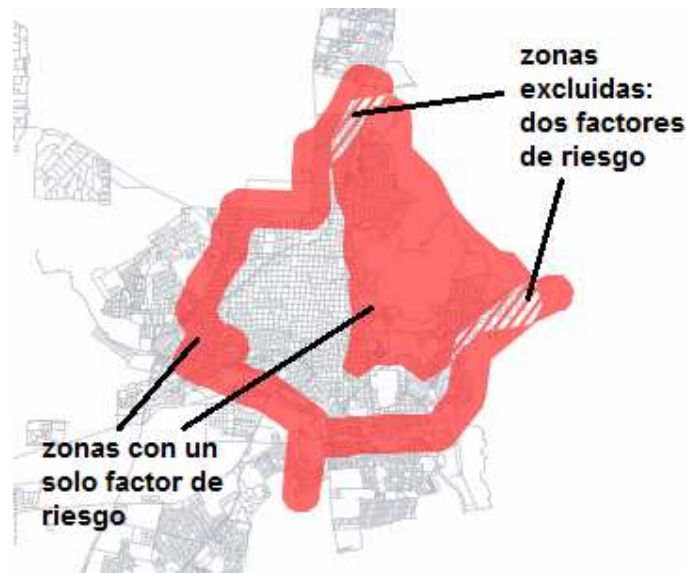 zonas
excluidas:
dos factores
de riesgo
zonas con un
solo factor de
riesgo